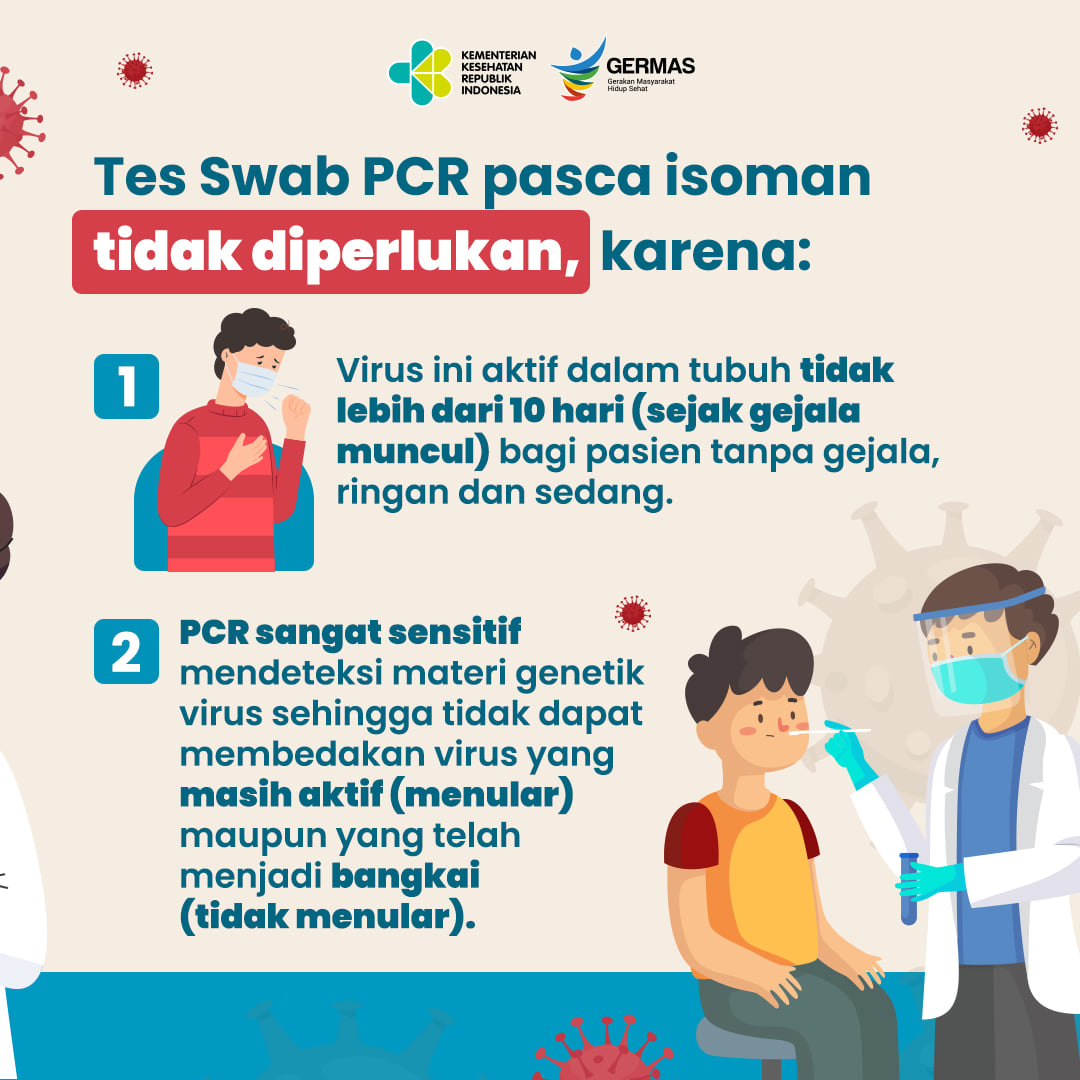 KEMENTERIAN
KESEHATAN
REPUBLIK
INDONESIA
GERMAS
Gerakan Masyarakat
Hidup Sehat
Tes Swab PCR pasca isoman
tidak diperlukan, karena:
1
Virus ini aktif dalam tubuh tidak
lebih dari 10 hari (sejak gejala
muncul) bagi pasien tanpa gejala,
ringan dan sedang.
2
PCR sangat sensitif
mendeteksi materi genetik
virus sehingga tidak dapat
membedakan virus yang
masih aktif (menular)
maupun yang telah
menjadi bangkai
(tidak menular).